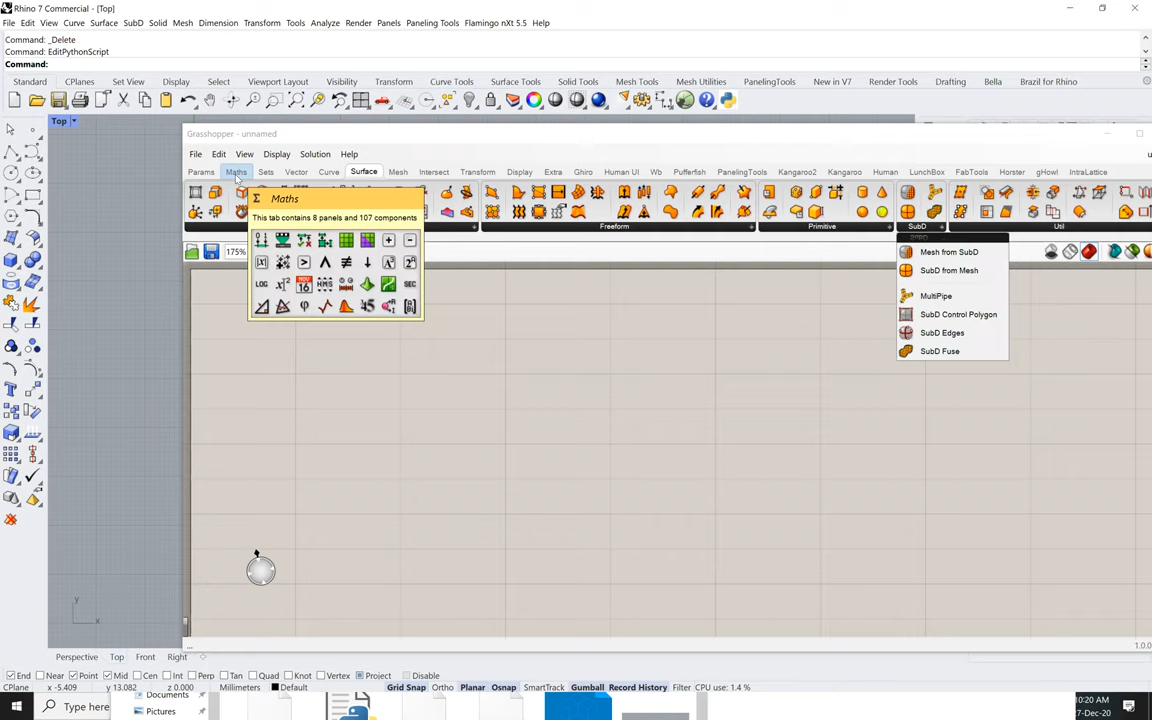 Rhino 7 Commercial - [Top]
File Edit View Curve Surface SubD Solid Mesh Dimension Transform Tools Analyze Render Panels Paneling Tools Flamingo nXt 5.5 Help
Command: _Delete
Command: EditPythonScript
Command:
Standard CPlanes Set View Display Select Viewport Layout Visibility Transform Curve Tools Surface Tools Solid Tools Mesh Tools Mesh Utilities PanelingTools New in V7 Render Tools Drafting Bella Brazil for Rhino
Top
Grasshopper - unnamed
File Edit View Display Solution Help
Params Maths Sets Vector Curve Surface Mesh Intersect Transform Display Extra Ghiro Human UI Wb Pufferfish PanelingTools Kangaroo2 Kangaroo Human LunchBox FabTools Horster gHowl IntraLattice
Σ Maths
This tab contains 8 panels and 107 components
LOG
SEC
Freeform Primitive SubD Util
175%
Mesh from SubD
SubD from Mesh
MultiPipe
SubD Control Polygon
SubD Edges
SubD Fuse
y
x
...
1.0.0
Perspective Top Front Right
End Near Point Mid Cen Int Perp Tan Quad Knot Vertex Project Disable
CPlane x -5.409 y 13.082 z 0.000 Millimeters Default Grid Snap Ortho Planar Osnap SmartTrack Gumball Record History Filter CPU use: 1.4 %
Documents
Type here
Pictures
10:20 AM
7-Dec-20